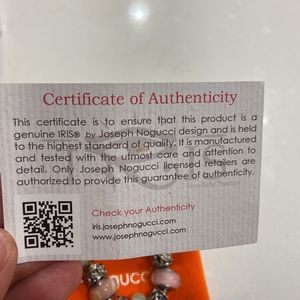 Certificate of Authenticity
This certificate is to ensure that this product is a
genuine IRIS® by Joseph Nogucci design and is held
to the highest standard of quality. It is manufactured
and tested with the utmost care and attention to
detail. Only Joseph Nogucci licensed retailers are
authorized to provide this guarantee of authenticity.
Check your Authenticity
iris.josephnogucci.com
www.josephnogucci.com